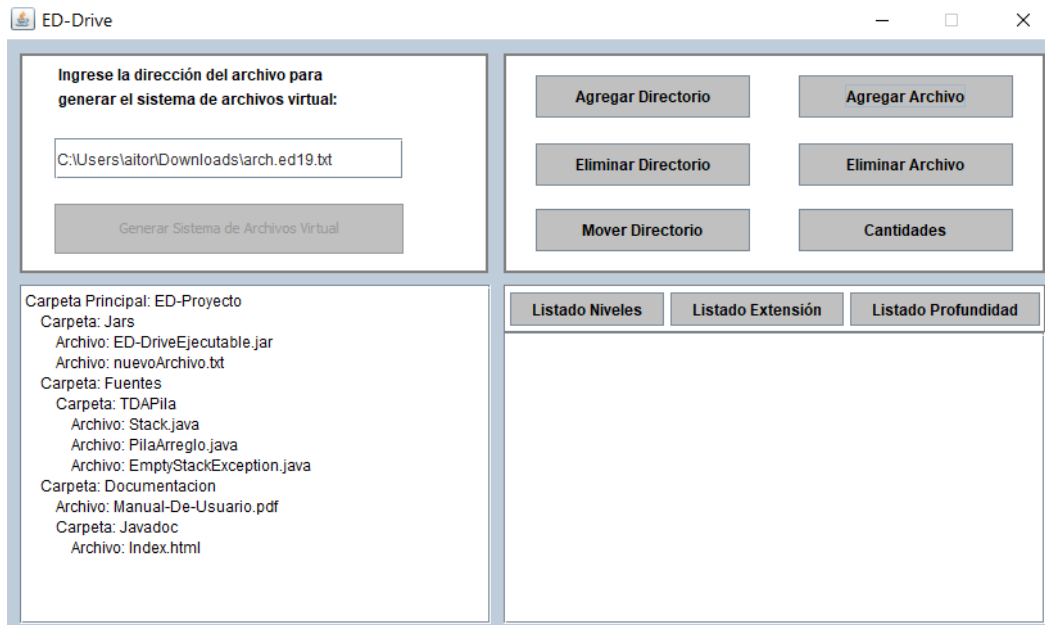 ED-Drive
Ingrese la dirección del archivo para
generar el sistema de archivos virtual:
C:\Users\aitor\Downloads\arch.ed19.txt
Generar Sistema de Archivos Virtual
Agregar Directorio
Agregar Archivo
Eliminar Directorio
Eliminar Archivo
Mover Directorio
Cantidades
Carpeta Principal: ED-Proyecto
Carpeta: Jars
Archivo: ED-DriveEjecutable.jar
Archivo: nuevoArchivo.txt
Carpeta: Fuentes
Carpeta: TDAPila
Archivo: Stack.java
Archivo: PilaArreglo.java
Archivo: EmptyStackException.java
Carpeta: Documentacion
Archivo: Manual-De-Usuario.pdf
Carpeta: Javadoc
Archivo: Index.html
Listado Niveles
Listado Extensión
Listado Profundidad